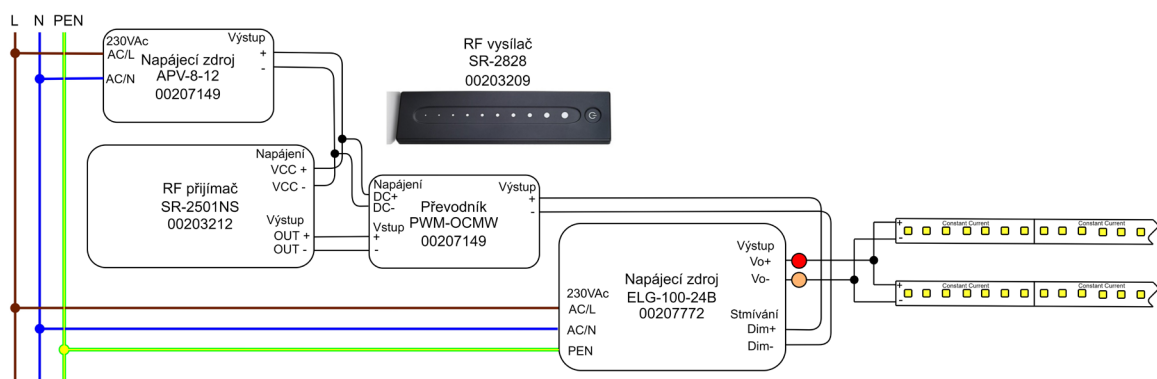 L N PEN
230VAc
AC/L
AC/N
Výstup
+
-
Napájecí zdroj
APV-8-12
00207149
RF vysílač
SR-2828
00203209
RF přijímač
SR-2501NS
00203212
Napájení
VCC +
VCC -
Výstup
OUT +
OUT -
Napájení
DC+
DC-
Vstup
+
-
Převodník
PWM-OCMW
00207149
Výstup
+
-
230VAc
AC/L
AC/N
PEN
Napájecí zdroj
ELG-100-24B
00207772
Výstup
Vo+
Vo-
Stmívání
Dim+
Dim-
+
-
Constant Current
Constant Current
+
-
Constant Current
Constant Current